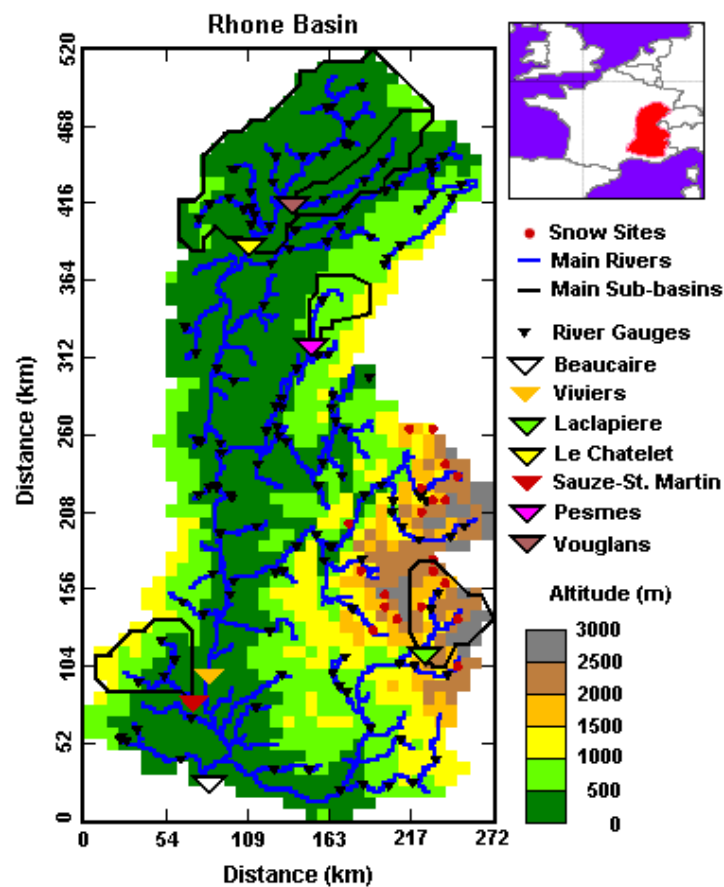 Rhone Basin
520
468
416
364
312
260
208
156
104
52
0
Distance (km)
0 54 109 163 217 272
Distance (km)
Snow Sites
Main Rivers
Main Sub-basins
River Gauges
Beaucaire
Viviers
Laclapiere
Le Chatelet
Sauze-St. Martin
Pesmes
Vouglans
Altitude (m)
3000
2500
2000
1500
1000
500
0